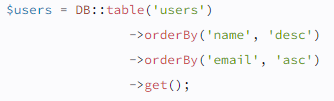 $users = DB::table('users')
->orderBy('name', 'desc')
->orderBy('email', 'asc')
->get();